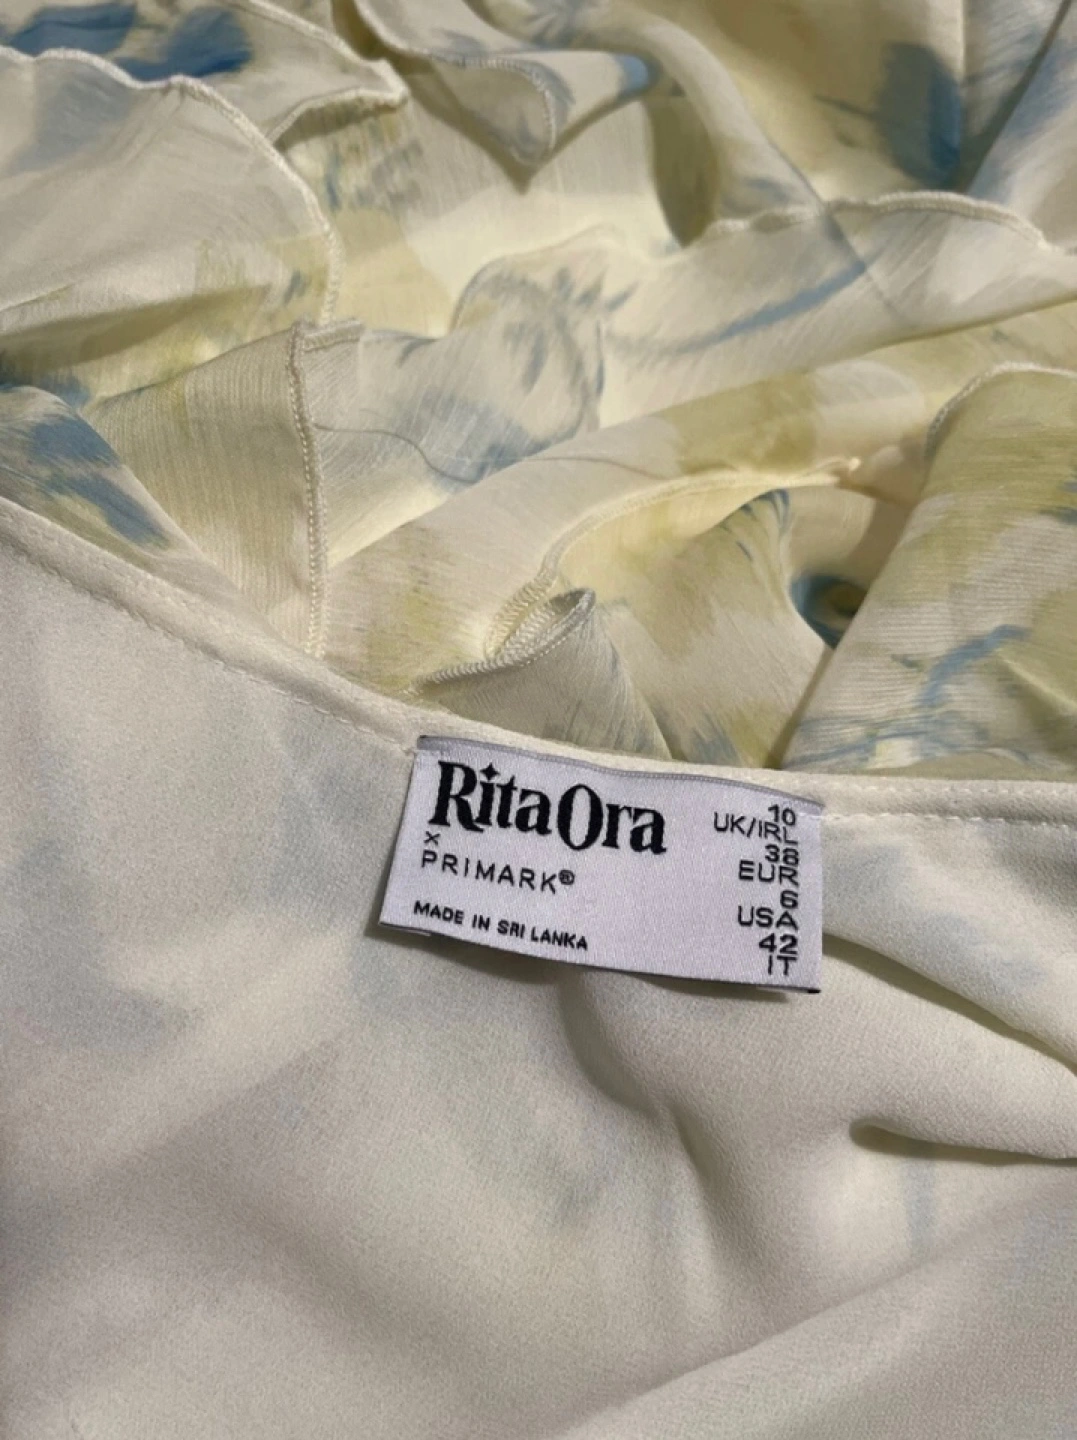 Rita Ora
×
PRIMARK®
MADE IN SRI LANKA
10
UK/IRL
38
EUR
6
USA
42
IT